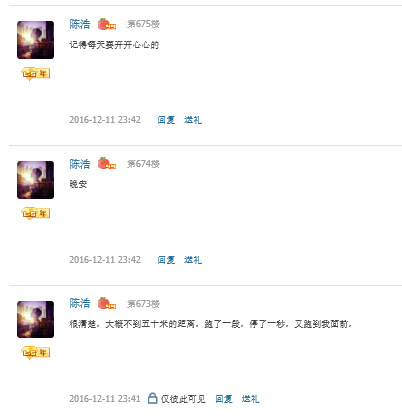 陈浩 第675楼
记得每天要开开心心的
年
2016-12-11 23:42 回复 送礼
陈浩 第674楼
晚安
年
2016-12-11 23:42 回复 送礼
陈浩 第673楼
很清楚，大概不到五十米的距离，跑了一段，停了一秒，又跑到我面前，
年
2016-12-11 23:41 仅彼此可见 回复 送礼